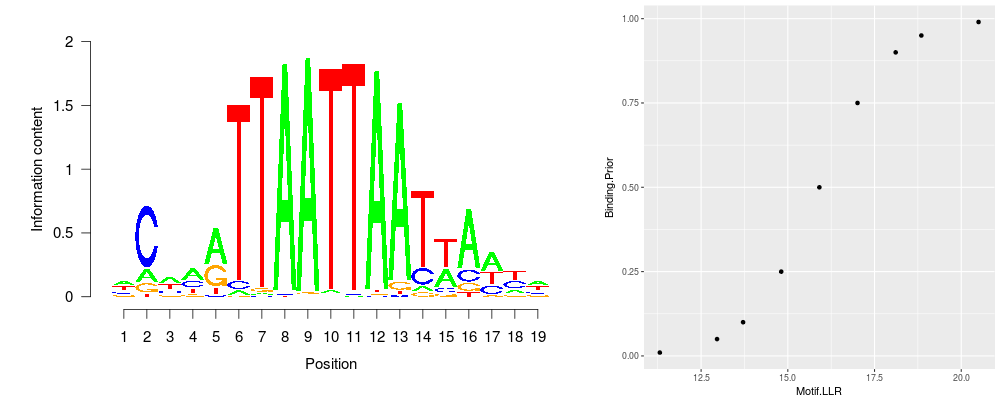 2
1.5
1
0.5
0
Information content
C
T T A A T T A A
A
G
T
T
A
A
1 2 3 4 5 6 7 8 9 10 11 12 13 14 15 16 17 18 19
Position
1.00
0.75
0.50
0.25
0.00
Binding.Prior
12.5 15.0 17.5 20.0
Motif.LLR